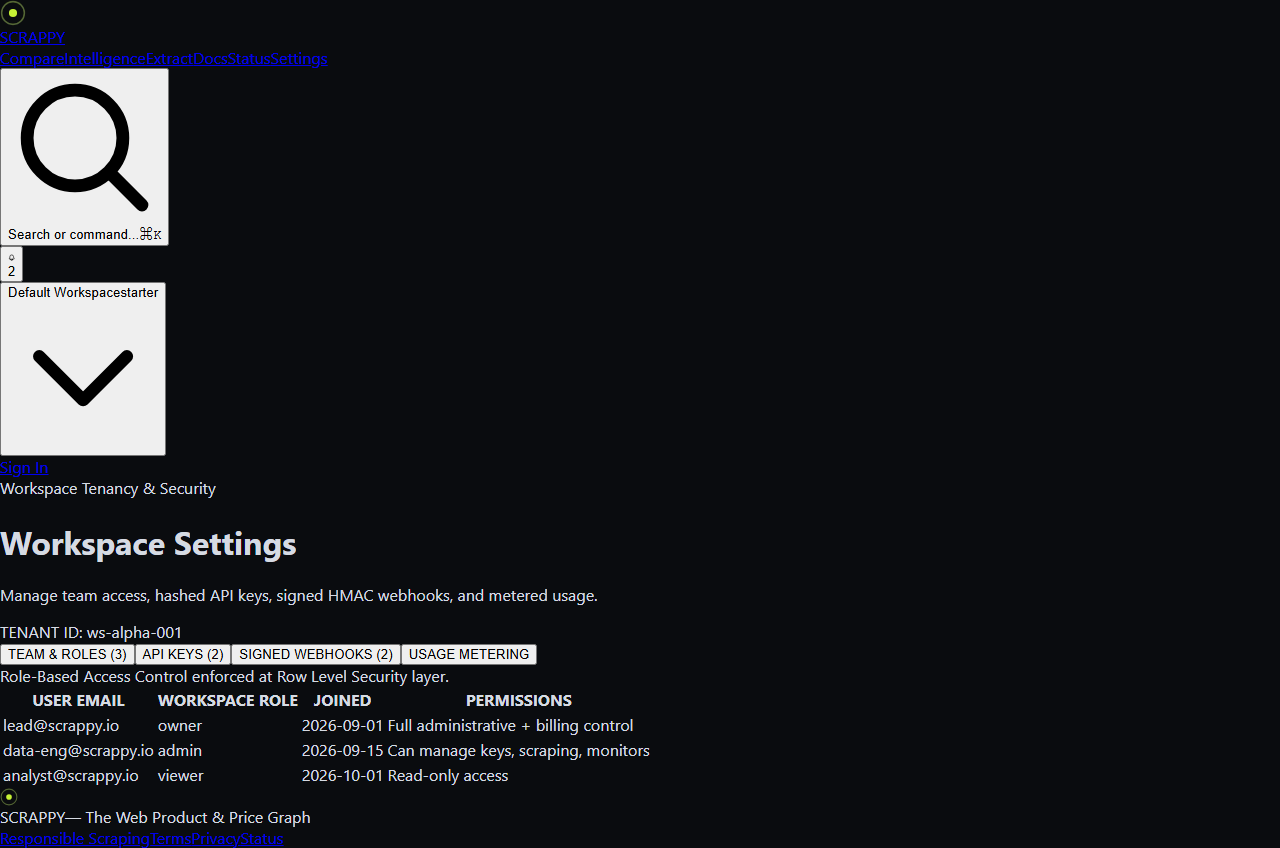 SCRAPPY
CompareIntelligenceExtractDocsStatusSettings
Search or command...⌘K
2
Default Workspacestarter
Sign In
Workspace Tenancy & Security
Workspace Settings
Manage team access, hashed API keys, signed HMAC webhooks, and metered usage.
TENANT ID: ws-alpha-001
TEAM & ROLES (3) API KEYS (2) SIGNED WEBHOOKS (2) USAGE METERING
Role-Based Access Control enforced at Row Level Security layer.
USER EMAIL WORKSPACE ROLE JOINED PERMISSIONS
lead@scrappy.io owner 2026-09-01 Full administrative + billing control
data-eng@scrappy.io admin 2026-09-15 Can manage keys, scraping, monitors
analyst@scrappy.io viewer 2026-10-01 Read-only access
SCRAPPY— The Web Product & Price Graph
Responsible ScrapingTermsPrivacyStatus